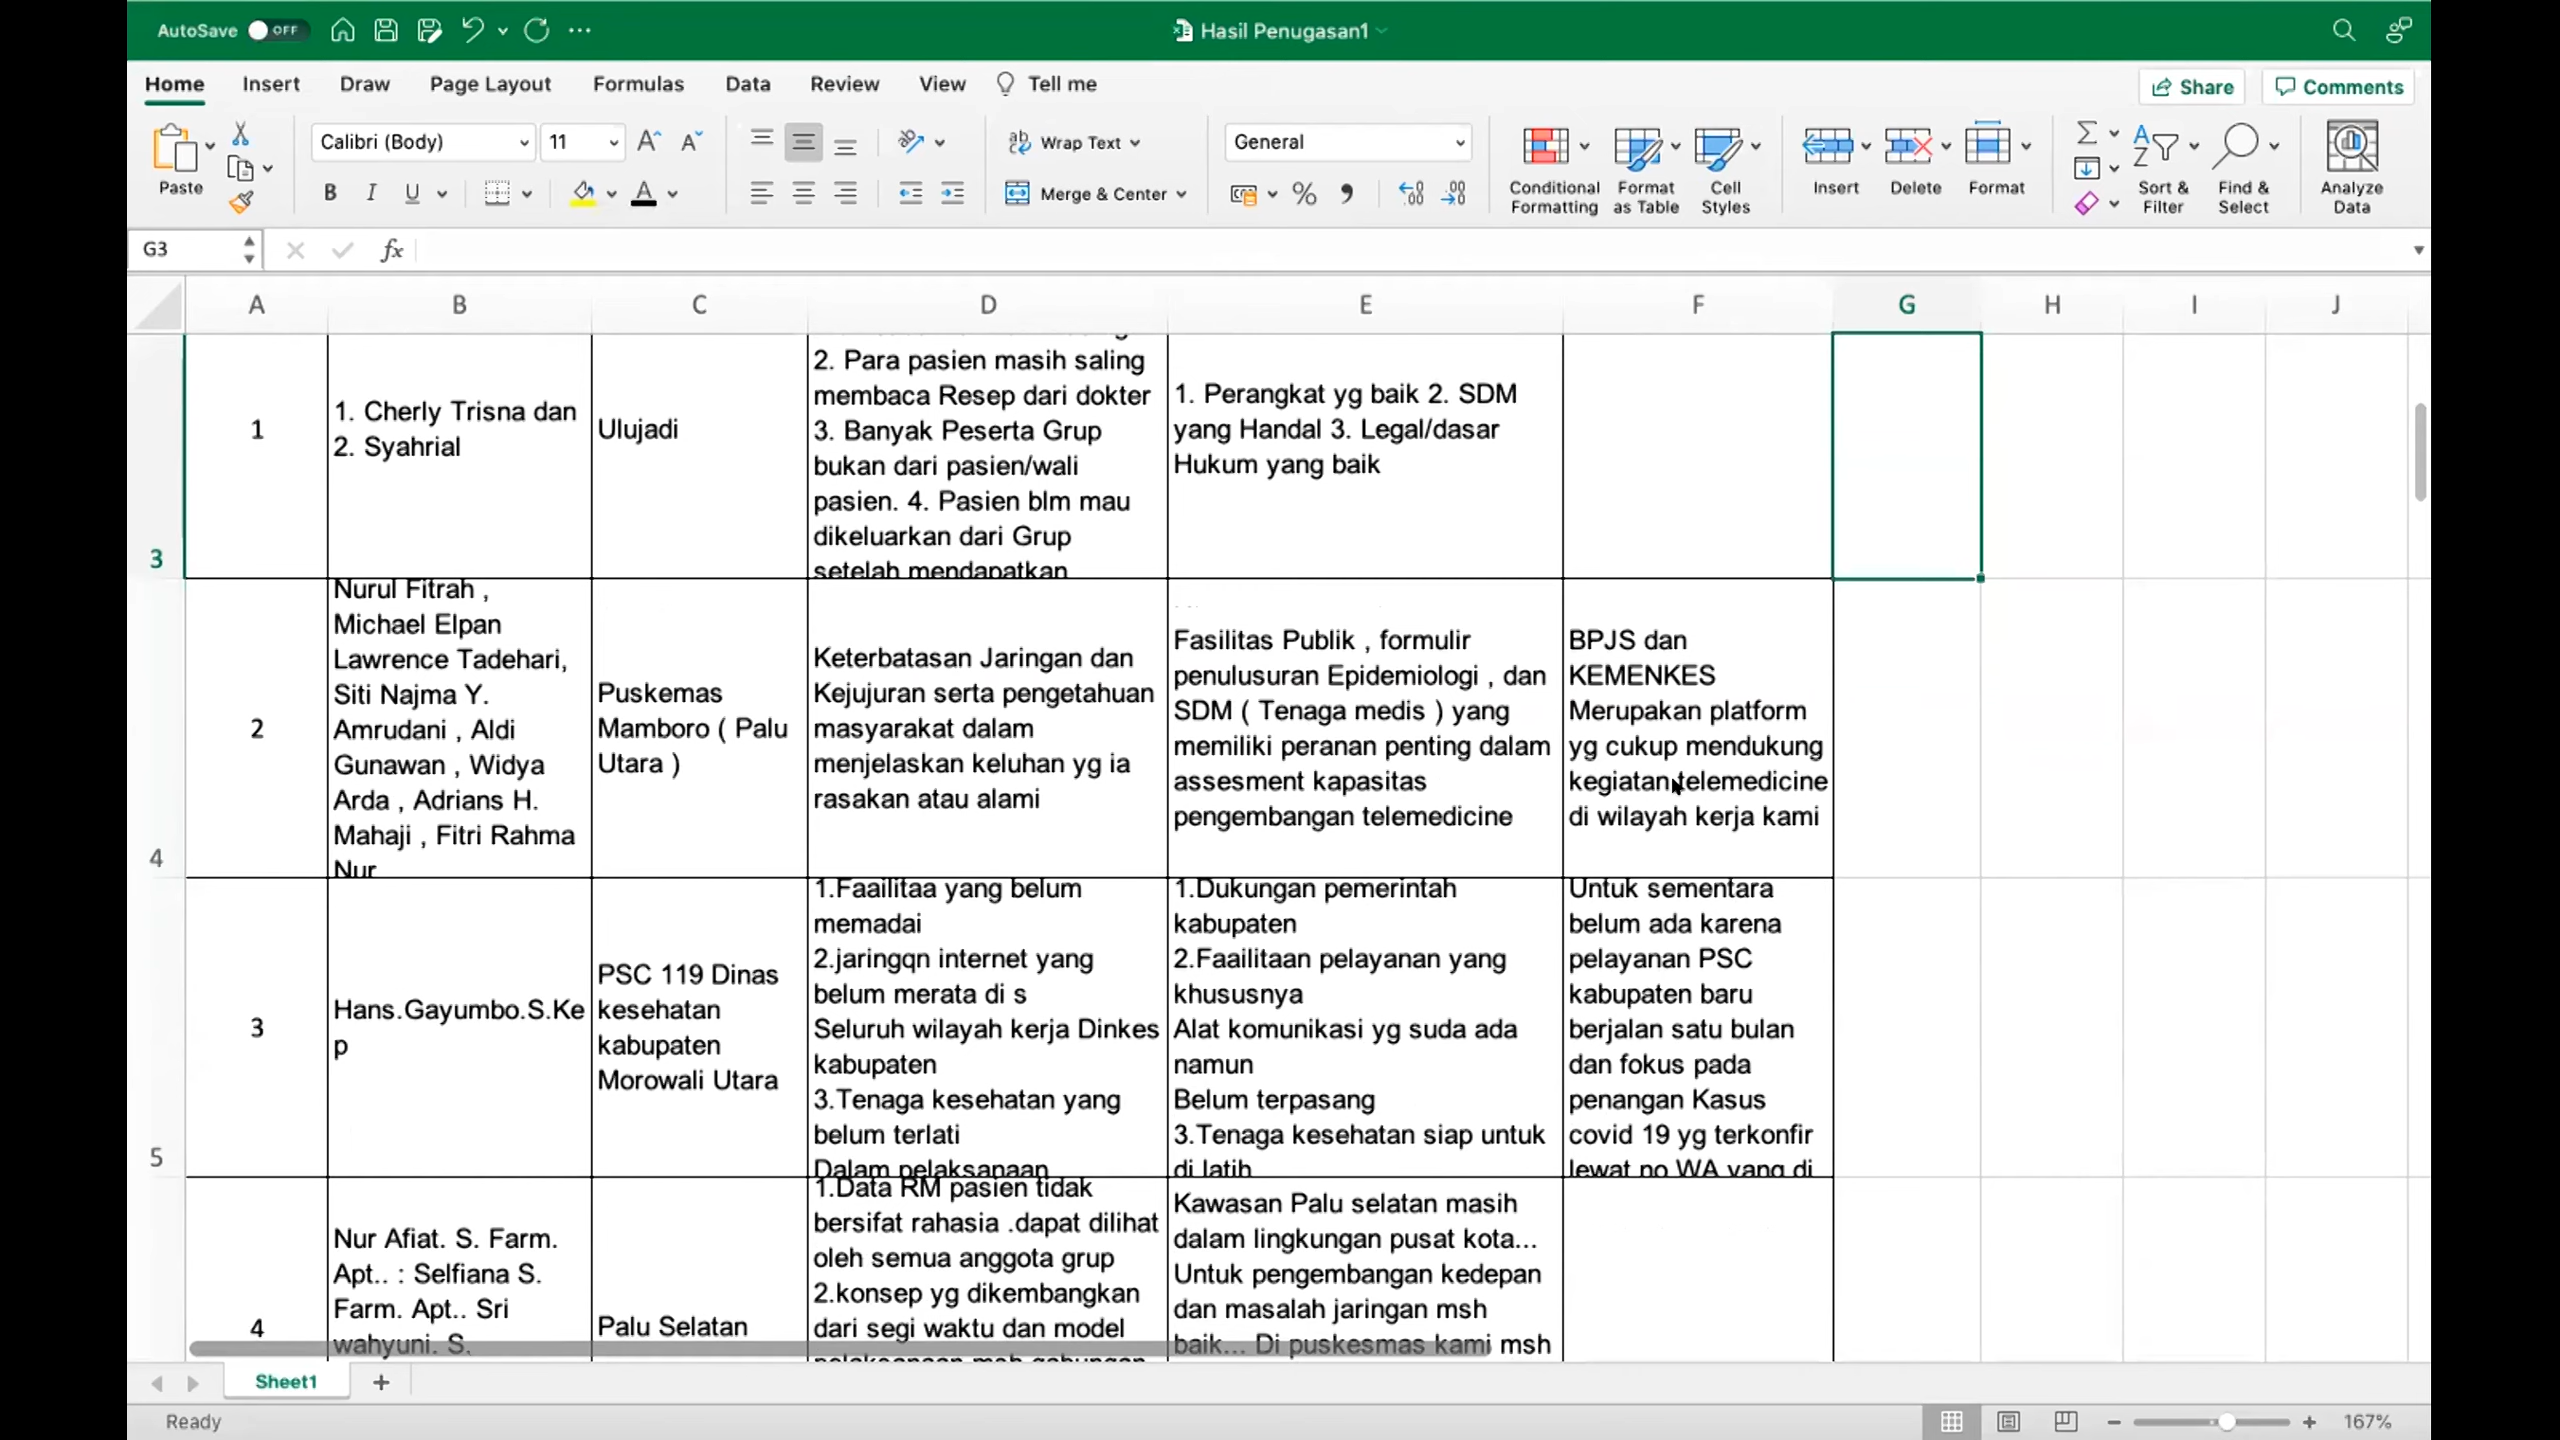 AutoSave OFF
Hasil Penugasan1
Home Insert Draw Page Layout Formulas Data Review View Tell me
Share Comments
Paste
Calibri (Body) 11
Wrap Text
Merge & Center
General
Conditional Formatting
Format as Table
Cell Styles
Insert
Delete
Format
Sort & Filter
Find & Select
Analyze Data
G3
fx
A B C D E F G H I J
3
1
1. Cherly Trisna dan
2. Syahrial
Ulujadi
2. Para pasien masih saling
membaca Resep dari dokter
3. Banyak Peserta Grup
bukan dari pasien/wali
pasien. 4. Pasien blm mau
dikeluarkan dari Grup
setelah mendapatkan
1. Perangkat yg baik 2. SDM
yang Handal 3. Legal/dasar
Hukum yang baik
4
2
Nurul Fitrah ,
Michael Elpan
Lawrence Tadehari,
Siti Najma Y.
Amrudani , Aldi
Gunawan , Widya
Arda , Adrians H.
Mahaji , Fitri Rahma
Nur
Puskemas
Mamboro ( Palu
Utara )
Keterbatasan Jaringan dan
Kejujuran serta pengetahuan
masyarakat dalam
menjelaskan keluhan yg ia
rasakan atau alami
Fasilitas Publik , formulir
penulusuran Epidemiologi , dan
SDM ( Tenaga medis ) yang
memiliki peranan penting dalam
assesment kapasitas
pengembangan telemedicine
BPJS dan
KEMENKES
Merupakan platform
yg cukup mendukung
kegiatan telemedicine
di wilayah kerja kami
5
3
Hans.Gayumbo.S.Ke
p
PSC 119 Dinas
kesehatan
kabupaten
Morowali Utara
1.Faailitaa yang belum
memadai
2.jaringqn internet yang
belum merata di s
Seluruh wilayah kerja Dinkes
kabupaten
3.Tenaga kesehatan yang
belum terlati
Dalam pelaksanaan
1.Dukungan pemerintah
kabupaten
2.Faailitaan pelayanan yang
khususnya
Alat komunikasi yg suda ada
namun
Belum terpasang
3.Tenaga kesehatan siap untuk
di latih
Untuk sementara
belum ada karena
pelayanan PSC
kabupaten baru
berjalan satu bulan
dan fokus pada
penangan Kasus
covid 19 yg terkonfir
lewat no WA yang di
4
Nur Afiat. S. Farm.
Apt.. : Selfiana S.
Farm. Apt.. Sri
wahyuni. S.
Palu Selatan
1.Data RM pasien tidak
bersifat rahasia .dapat dilihat
oleh semua anggota grup
2.konsep yg dikembangkan
dari segi waktu dan model
Kawasan Palu selatan masih
dalam lingkungan pusat kota...
Untuk pengembangan kedepan
dan masalah jaringan msh
baik... Di puskesmas kami msh
Sheet1
Ready
167%